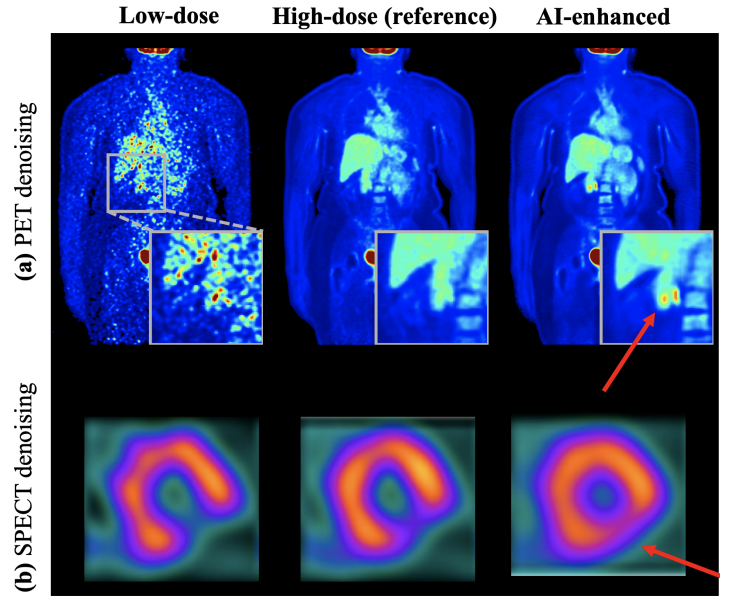 Low-dose
High-dose (reference)
AI-enhanced
(a) PET denoising
(b) SPECT denoising